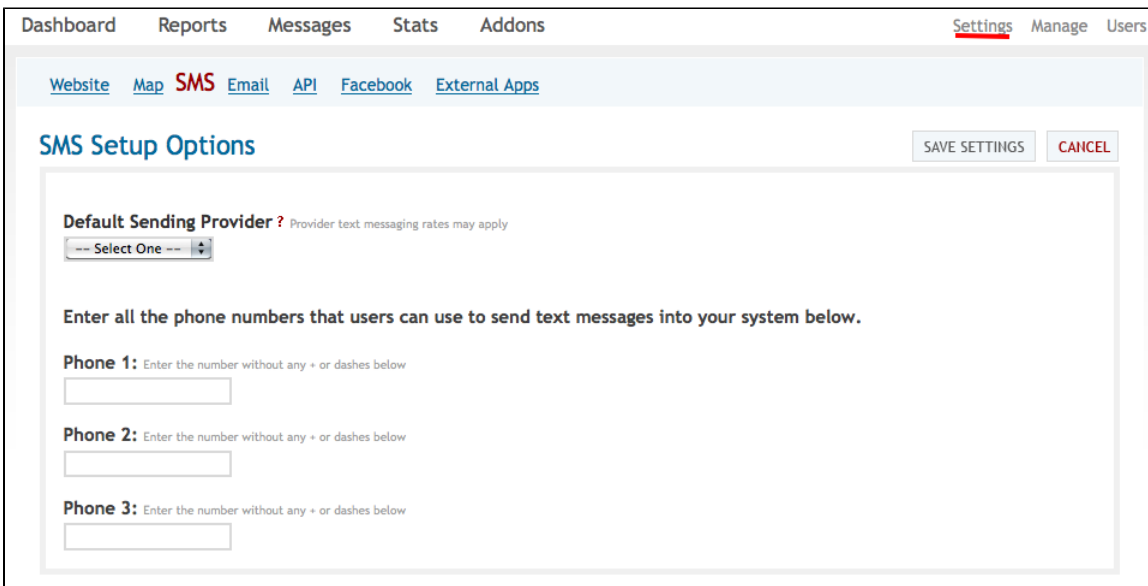 Dashboard Reports Messages Stats Addons Settings Manage Users
Website Map SMS Email API Facebook External Apps
SMS Setup Options SAVE SETTINGS CANCEL
Default Sending Provider ? Provider text messaging rates may apply
-- Select One --
Enter all the phone numbers that users can use to send text messages into your system below.
Phone 1: Enter the number without any + or dashes below
Phone 2: Enter the number without any + or dashes below
Phone 3: Enter the number without any + or dashes below